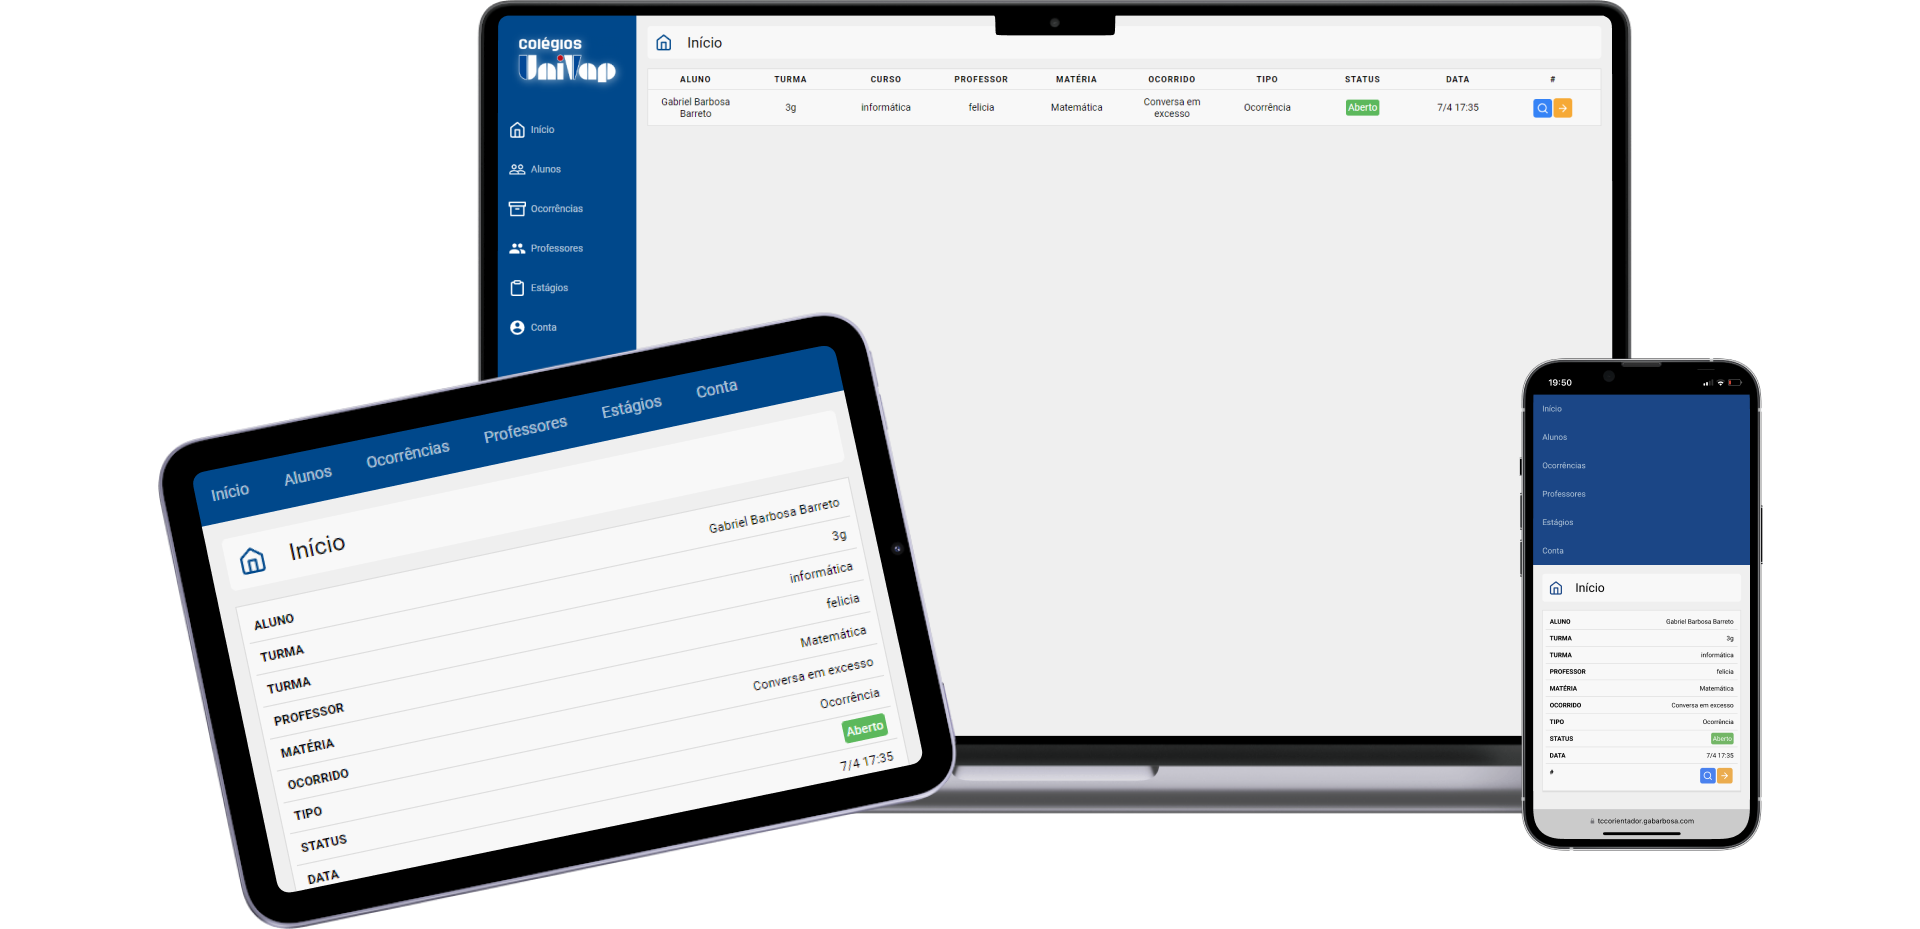 colégios
UniVap
Início
Alunos
Ocorrências
Professores
Estágios
Conta
Início
ALUNO TURMA CURSO PROFESSOR MATÉRIA OCORRIDO TIPO STATUS DATA #
Gabriel Barbosa Barreto 3g informática felicia Matemática Conversa em excesso Ocorrência Aberto 7/4 17:35
Início Alunos Ocorrências Professores Estágios Conta
Início
ALUNO Gabriel Barbosa Barreto
TURMA 3g
TURMA informática
PROFESSOR felicia
MATÉRIA Matemática
OCORRIDO Conversa em excesso
TIPO Ocorrência
STATUS Aberto
DATA 7/4 17:35
19:50
Início
Alunos
Ocorrências
Professores
Estágios
Conta
Início
ALUNO Gabriel Barbosa Barreto
TURMA 3g
TURMA informática
PROFESSOR felicia
MATÉRIA Matemática
OCORRIDO Conversa em excesso
TIPO Ocorrência
STATUS Aberto
DATA 7/4 17:35
#
tccorientador.gabarbosa.com